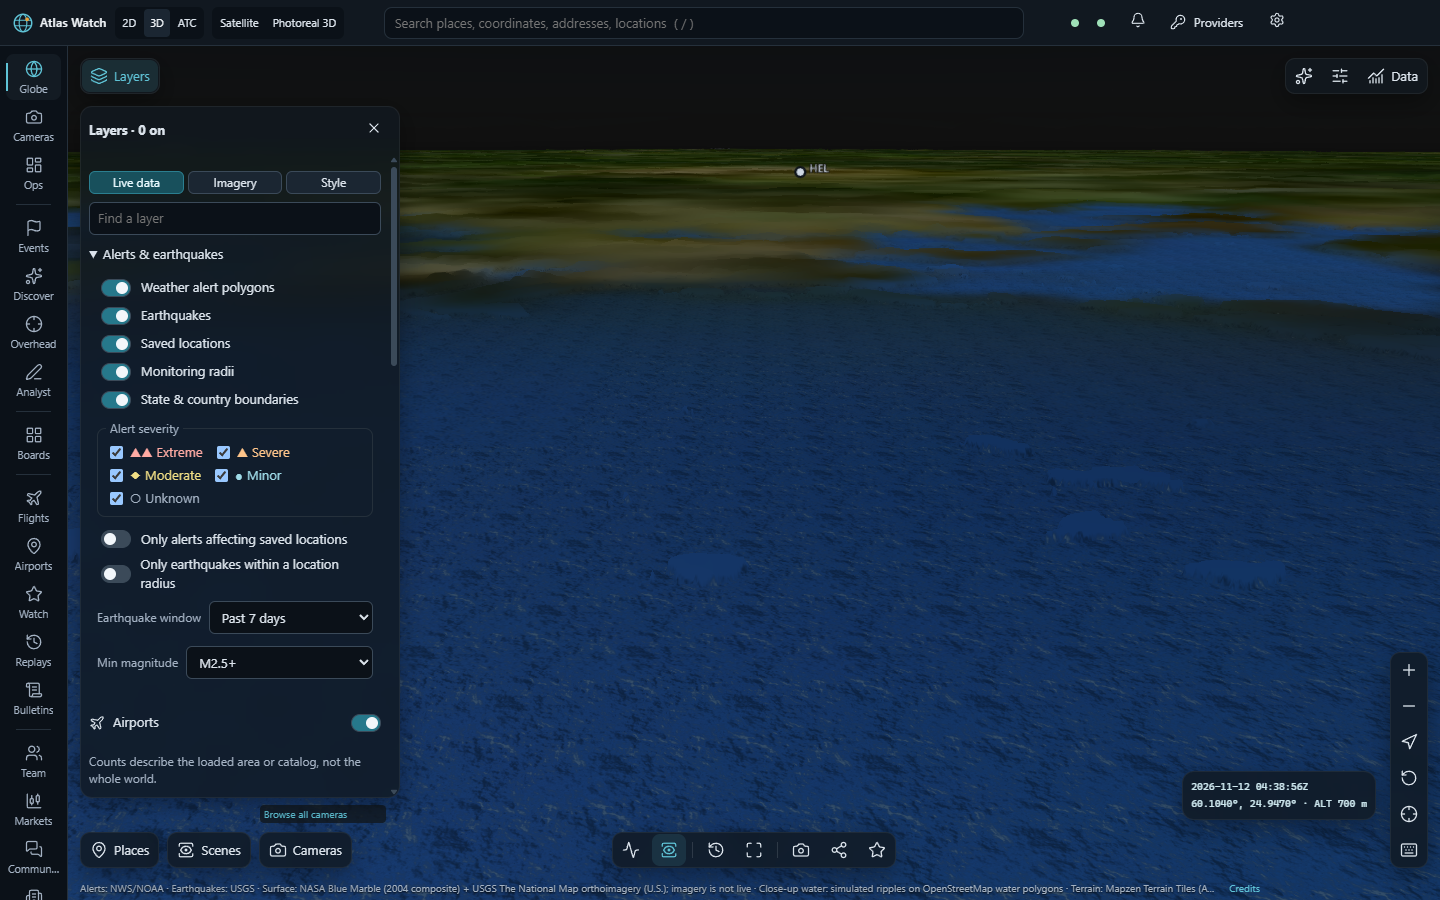 Atlas Watch
2D 3D ATC
Satellite Photoreal 3D
Search places, coordinates, addresses, locations ( / )
Providers
Globe
Cameras
Ops
Events
Discover
Overhead
Analyst
Boards
Flights
Airports
Watch
Replays
Bulletins
Team
Markets
Commun...
Layers
Layers · 0 on
Live data Imagery Style
Find a layer
▼ Alerts & earthquakes
Weather alert polygons
Earthquakes
Saved locations
Monitoring radii
State & country boundaries
Alert severity
▲▲ Extreme ▲ Severe
◆ Moderate ● Minor
○ Unknown
Only alerts affecting saved locations
Only earthquakes within a location
radius
Earthquake window Past 7 days
Min magnitude M2.5+
Airports
Counts describe the loaded area or catalog, not the
whole world.
Browse all cameras
Places Scenes Cameras
HEL
Data
2026-11-12 04:38:56Z
60.1040°, 24.9470° · ALT 700 m
Alerts: NWS/NOAA · Earthquakes: USGS · Surface: NASA Blue Marble (2004 composite) + USGS The National Map orthoimagery (U.S.); imagery is not live · Close-up water: simulated ripples on OpenStreetMap water polygons · Terrain: Mapzen Terrain Tiles (A... Credits